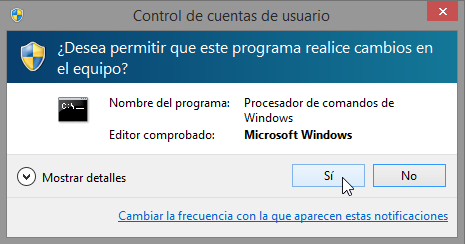 Control de cuentas de usuario
¿Desea permitir que este programa realice cambios en
el equipo?
C:\_
Nombre del programa: Procesador de comandos de
Windows
Editor comprobado: Microsoft Windows
Mostrar detalles
Sí No
Cambiar la frecuencia con la que aparecen estas notificaciones